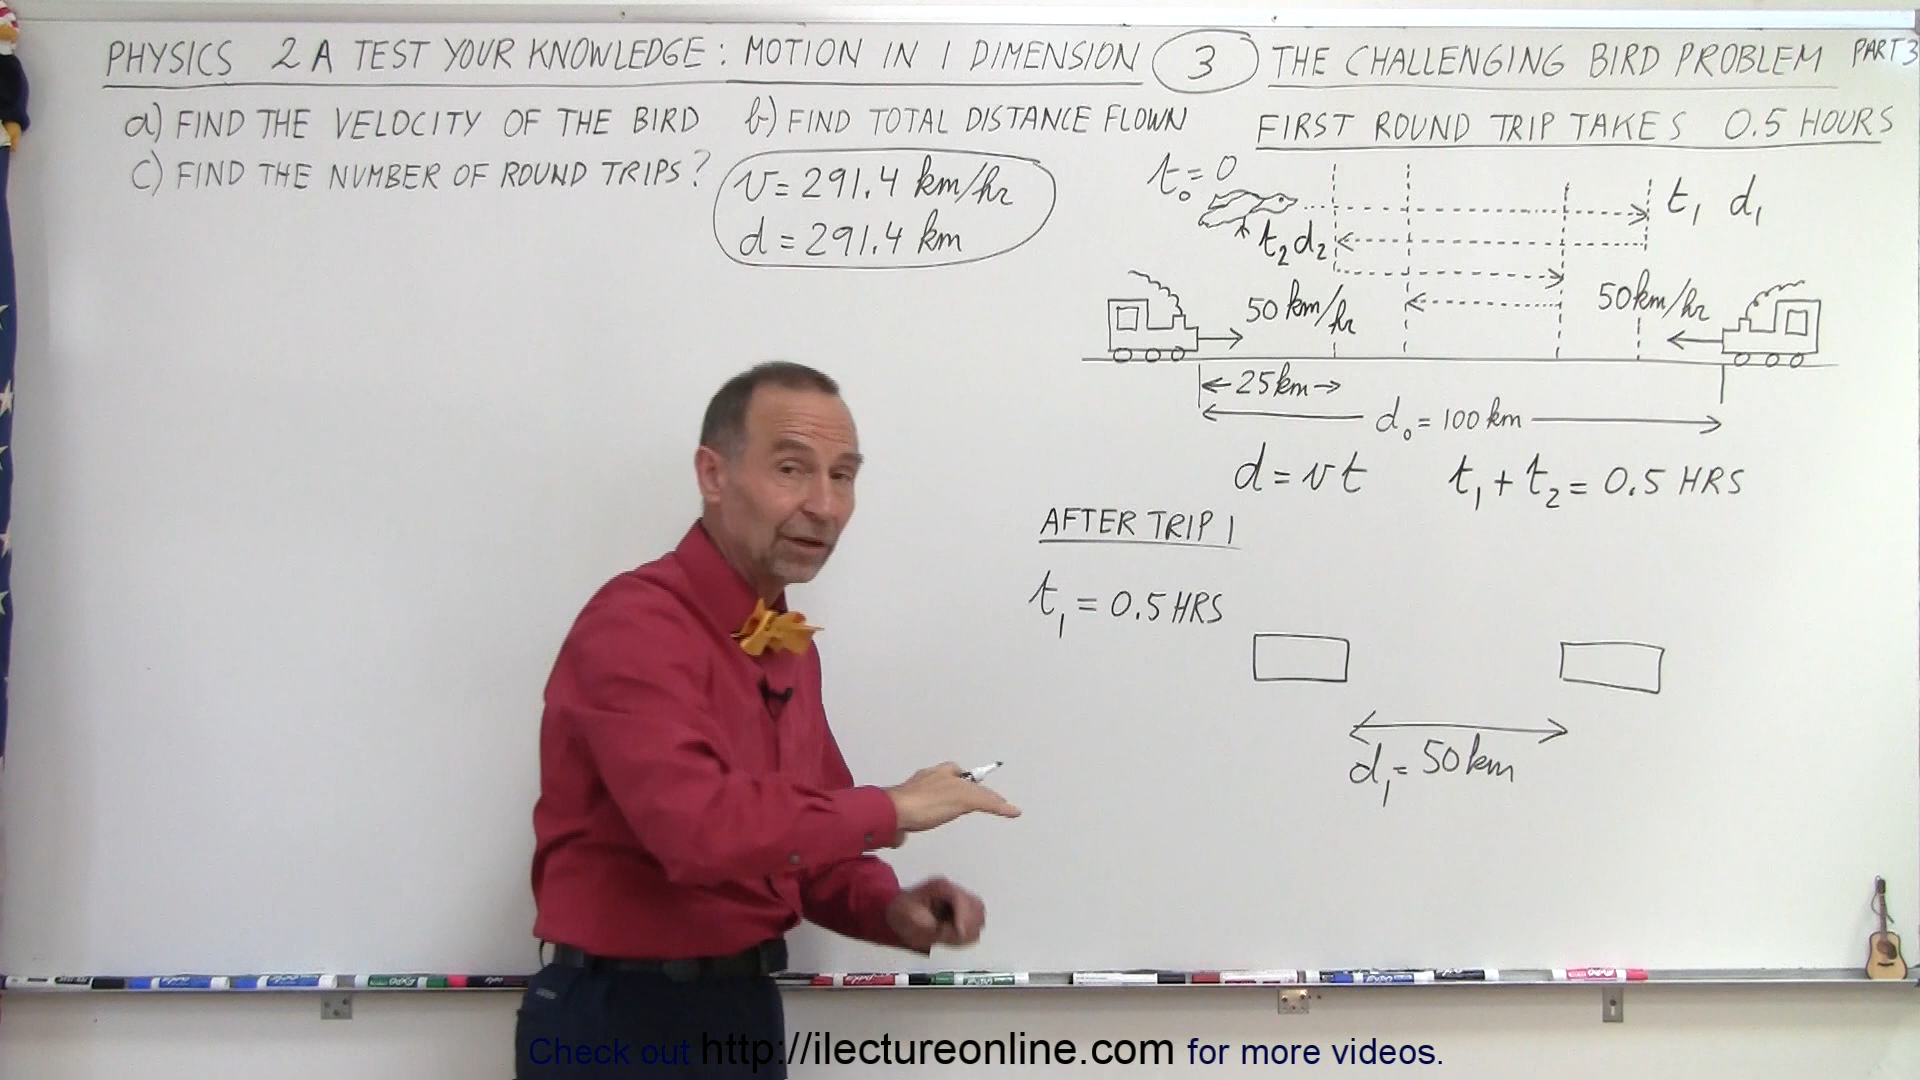 PHYSICS 2A TEST YOUR KNOWLEDGE: MOTION IN 1 DIMENSION 3 THE CHALLENGING BIRD PROBLEM PART 3
a) FIND THE VELOCITY OF THE BIRD b) FIND TOTAL DISTANCE FLOWN
c) FIND THE NUMBER OF ROUND TRIPS?
v = 291.4 km/hr
d = 291.4 km
FIRST ROUND TRIP TAKES 0.5 HOURS
t₀ = 0
t₁ d₁
t₂ d₂
50 km/hr
50 km/hr
25 km
d₀ = 100 km
d = vt t₁ + t₂ = 0.5 HRS
AFTER TRIP 1
t₁ = 0.5 HRS
d₁ = 50 km
Check out http://ilectureonline.com for more videos.